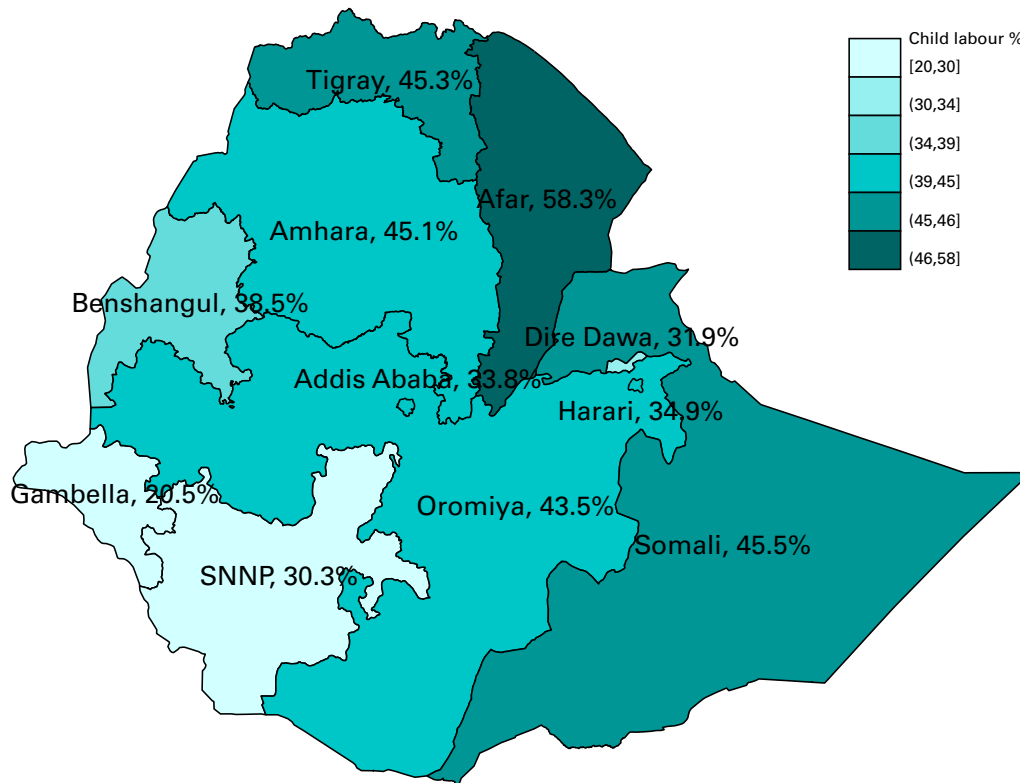 Child labour %
[20,30]
(30,34]
(34,39]
(39,45]
(45,46]
(46,58]
Tigray, 45.3%
Afar, 58.3%
Amhara, 45.1%
Benshangul, 38.5%
Dire Dawa, 31.9%
Addis Ababa, 33.8%
Harari, 34.9%
Gambella, 20.5%
Oromiya, 43.5%
Somali, 45.5%
SNNP, 30.3%